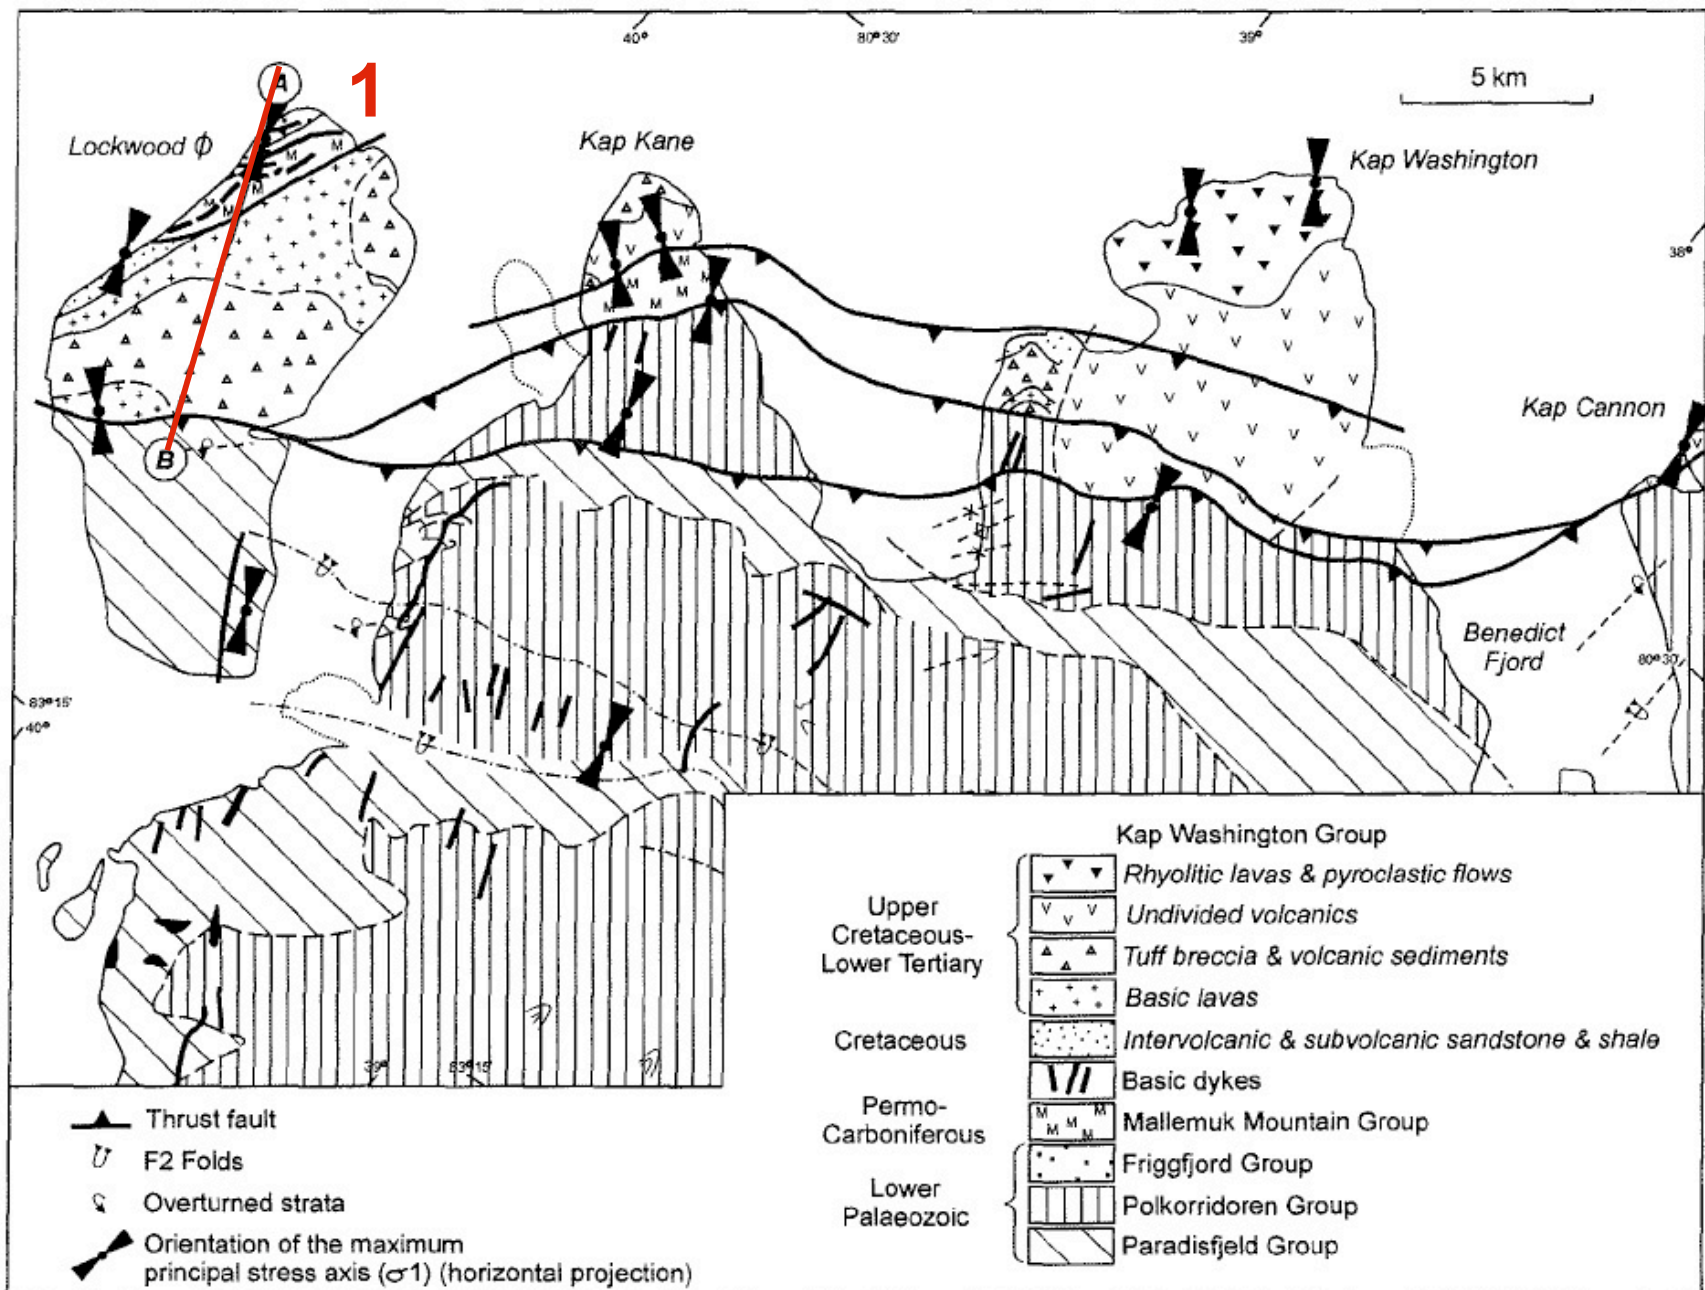 40°
80°30'
39°
5 km
A
1
Lockwood Ф
Kap Kane
Kap Washington
38°
Kap Cannon
B
Benedict
Fjord
80°30'
83°15'
40°
39°
83°15'
Kap Washington Group
Upper
Cretaceous-
Lower Tertiary
Rhyolitic lavas & pyroclastic flows
Undivided volcanics
Tuff breccia & volcanic sediments
Basic lavas
Cretaceous
Intervolcanic & subvolcanic sandstone & shale
Basic dykes
Permo-
Carboniferous
Mallemuk Mountain Group
Lower
Palaeozoic
Friggfjord Group
Polkorridoren Group
Paradisfjeld Group
Thrust fault
F2 Folds
Overturned strata
Orientation of the maximum
principal stress axis (σ1) (horizontal projection)